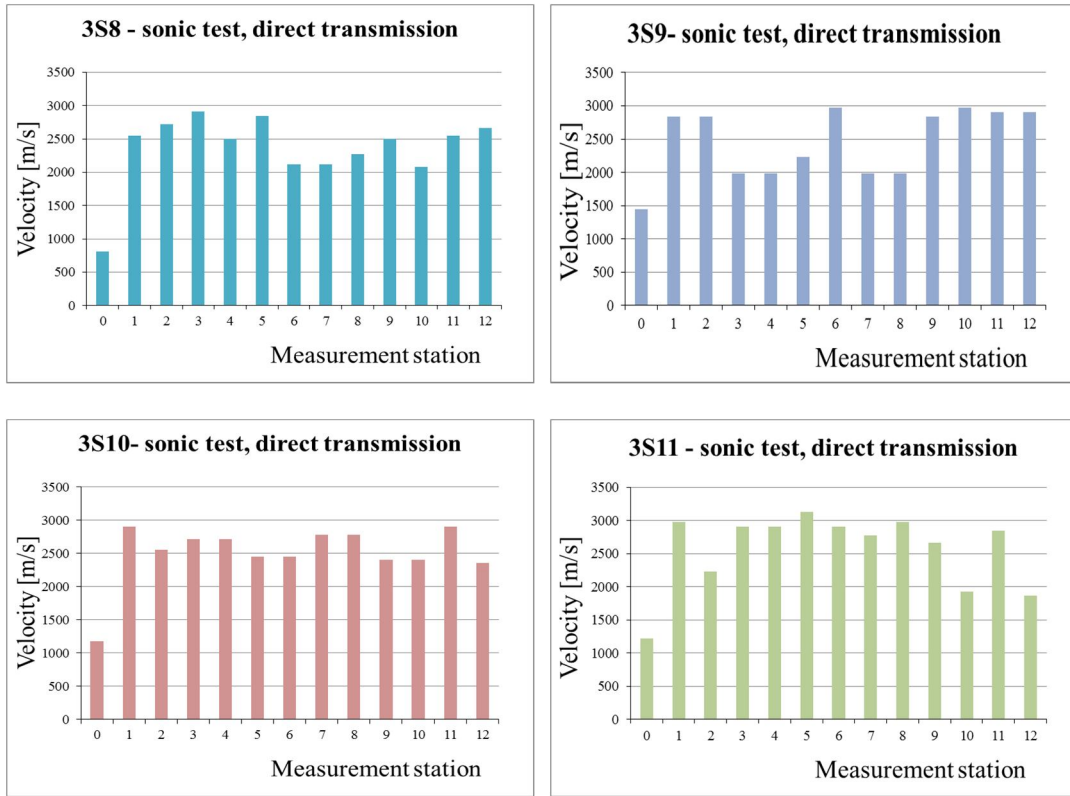 3S8 - sonic test, direct transmission
Velocity [m/s]
3500
3000
2500
2000
1500
1000
500
0
0 1 2 3 4 5 6 7 8 9 10 11 12
Measurement station
3S9- sonic test, direct transmission
Velocity [m/s]
3500
3000
2500
2000
1500
1000
500
0
0 1 2 3 4 5 6 7 8 9 10 11 12
Measurement station
3S10- sonic test, direct transmission
Velocity [m/s]
3500
3000
2500
2000
1500
1000
500
0
0 1 2 3 4 5 6 7 8 9 10 11 12
Measurement station
3S11 - sonic test, direct transmission
Velocity [m/s]
3500
3000
2500
2000
1500
1000
500
0
0 1 2 3 4 5 6 7 8 9 10 11 12
Measurement station